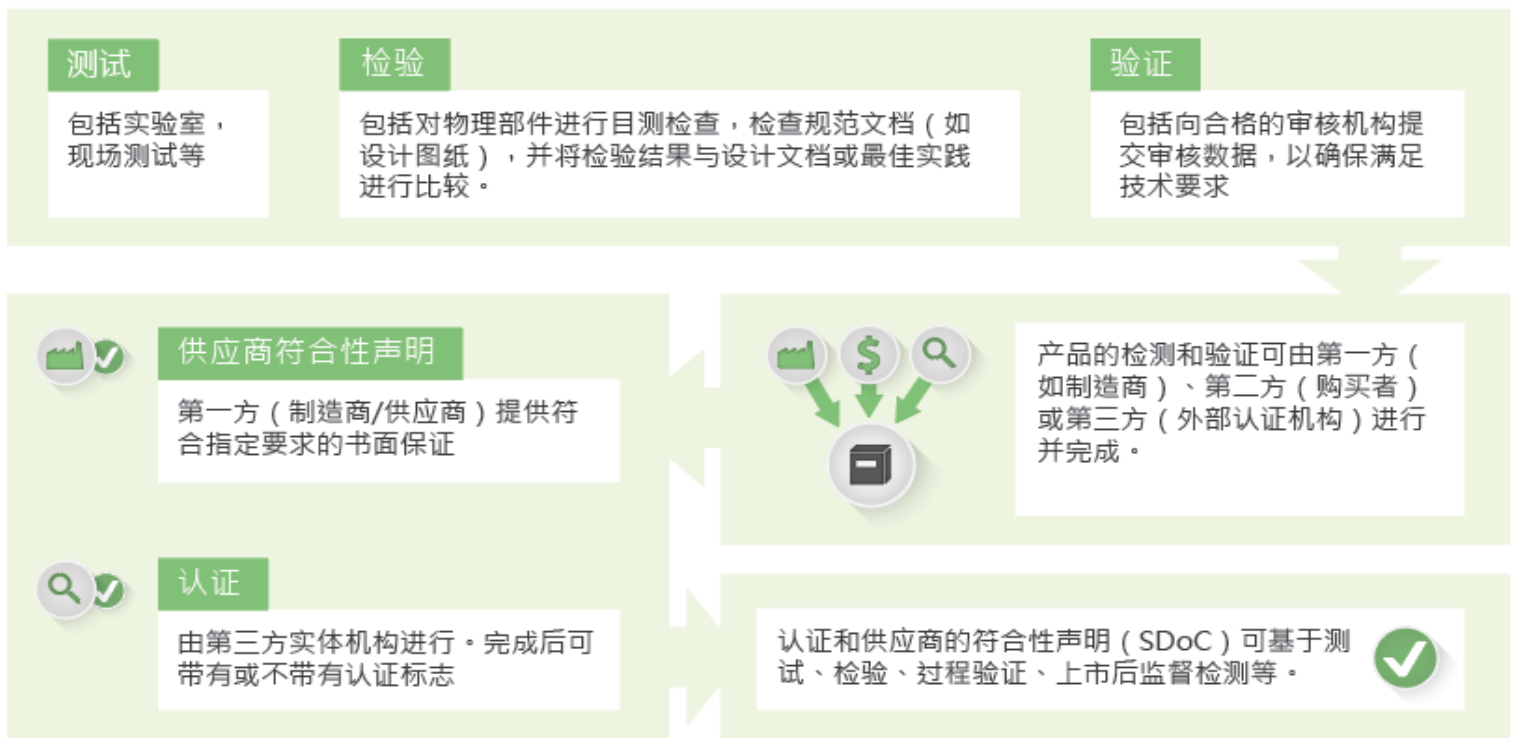 测试
包括实验室，
现场测试等
检验
包括对物理部件进行目测检查，检查规范文档（如
设计图纸），并将检验结果与设计文档或最佳实践
进行比较。
验证
包括向合格的审核机构提
交审核数据，以确保满足
技术要求
产品的检测和验证可由第一方（
如制造商）、第二方（购买者）
或第三方（外部认证机构）进行
并完成。
供应商符合性声明
第一方（制造商/供应商）提供符
合指定要求的书面保证
认证
由第三方实体机构进行。完成后可
带有或不带有认证标志
认证和供应商的符合性声明（SDoC）可基于测
试、检验、过程验证、上市后监督检测等。